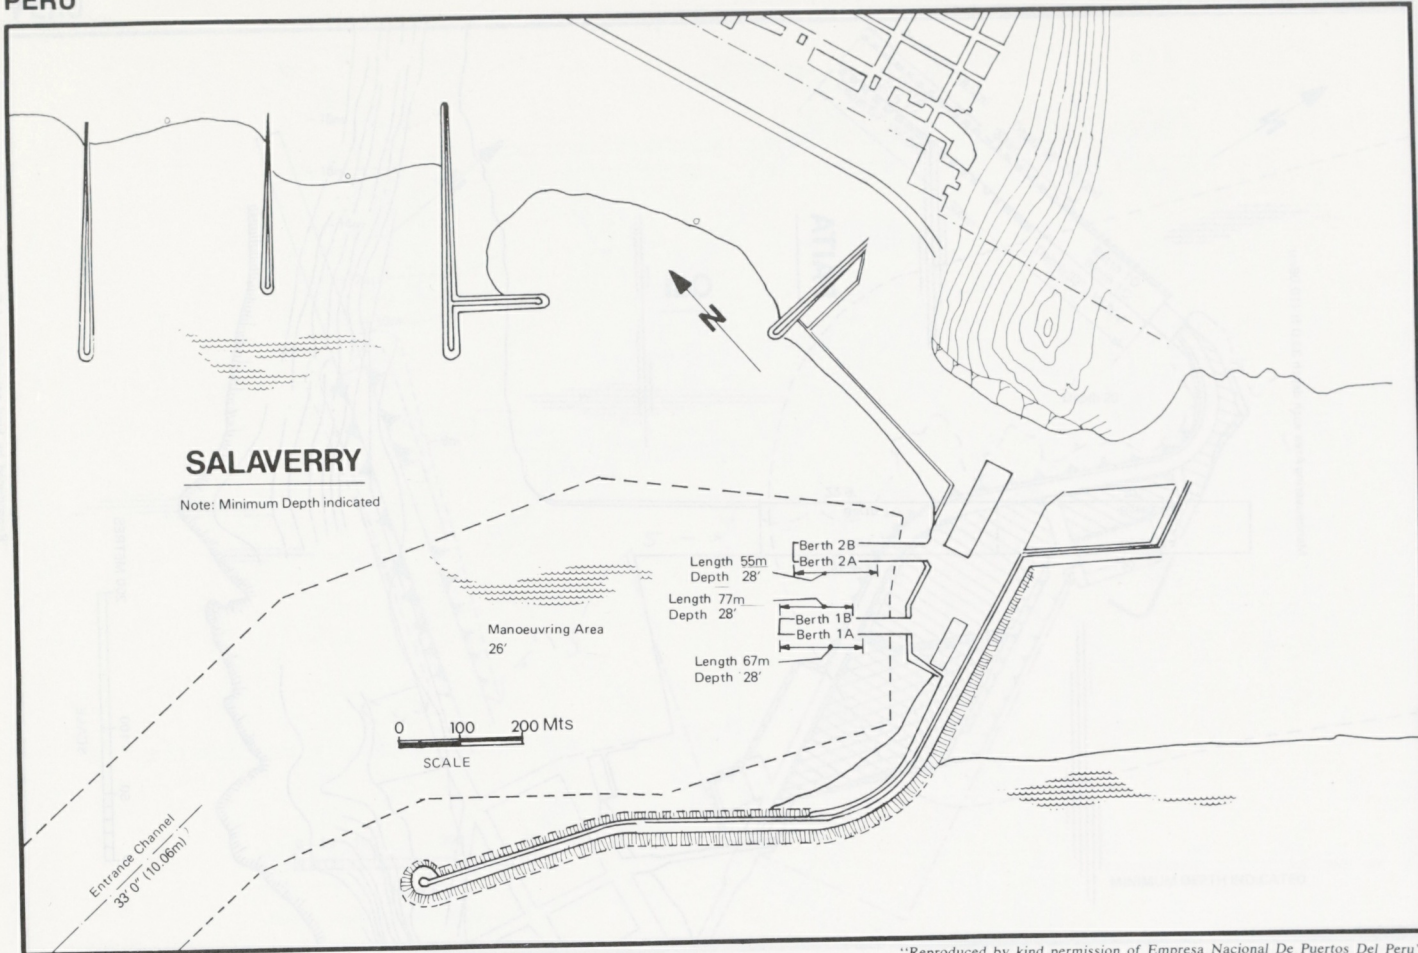 PERU
N
SALAVERRY
Note: Minimum Depth indicated
Berth 2B
Length 55m
Berth 2A
Depth 28'
Length 77m
Depth 28'
Berth 1B
Berth 1A
Manoeuvring Area
26'
Length 67m
Depth 28'
0 100 200 Mts
SCALE
Entrance Channel
33' 0" (10.06m)
"Reproduced by kind permission of Empresa Nacional De Puertos Del Peru"